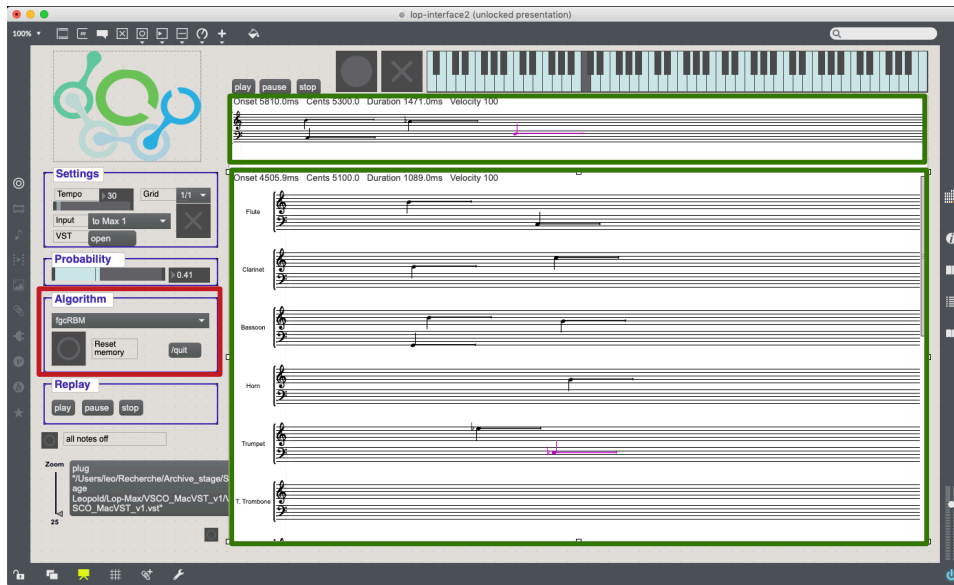 lop-interface2 (unlocked presentation)
100%
play pause stop
Onset 5810.0ms Cents 5300.0 Duration 1471.0ms Velocity 100
Settings
Tempo 30 Grid 1/1
Input to Max 1
VST open
Probability
0.41
Algorithm
fgcRBM
Reset
memory
/quit
Replay
play pause stop
all notes off
Zoom
25
plug
"/Users/leo/Recherche/Archive_stage/S
age
Leopold/Lop-Max/VSCO_MacVST_v1/V
SCO_MacVST_v1.vst"
Onset 4505.9ms Cents 5100.0 Duration 1089.0ms Velocity 100
Flute
Clarinet
Bassoon
Horn
Trumpet
T. Trombone